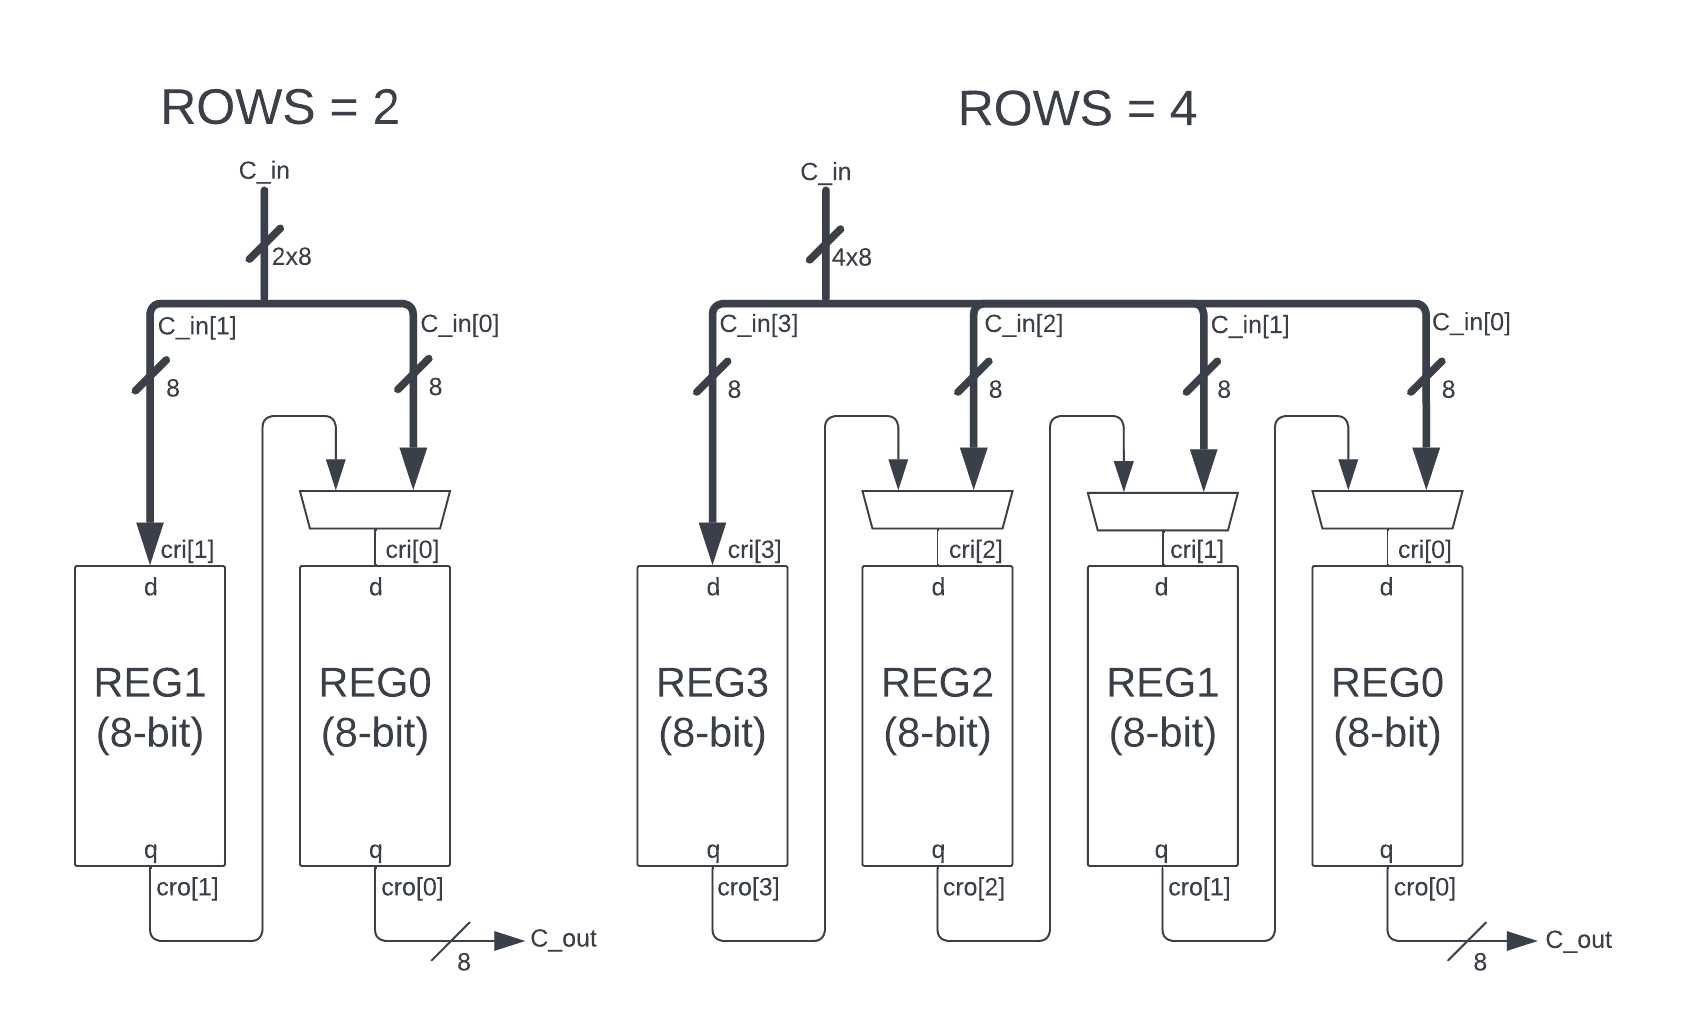 ROWS = 2
C_in
2x8
C_in[1]
C_in[0]
8
8
cri[1]
cri[0]
d
d
REG1
(8-bit)
REG0
(8-bit)
q
q
cro[1]
cro[0]
C_out
8
ROWS = 4
C_in
4x8
C_in[3]
C_in[2]
C_in[1]
C_in[0]
8
8
8
8
cri[3]
cri[2]
cri[1]
cri[0]
d
d
d
d
REG3
(8-bit)
REG2
(8-bit)
REG1
(8-bit)
REG0
(8-bit)
q
q
q
q
cro[3]
cro[2]
cro[1]
cro[0]
C_out
8